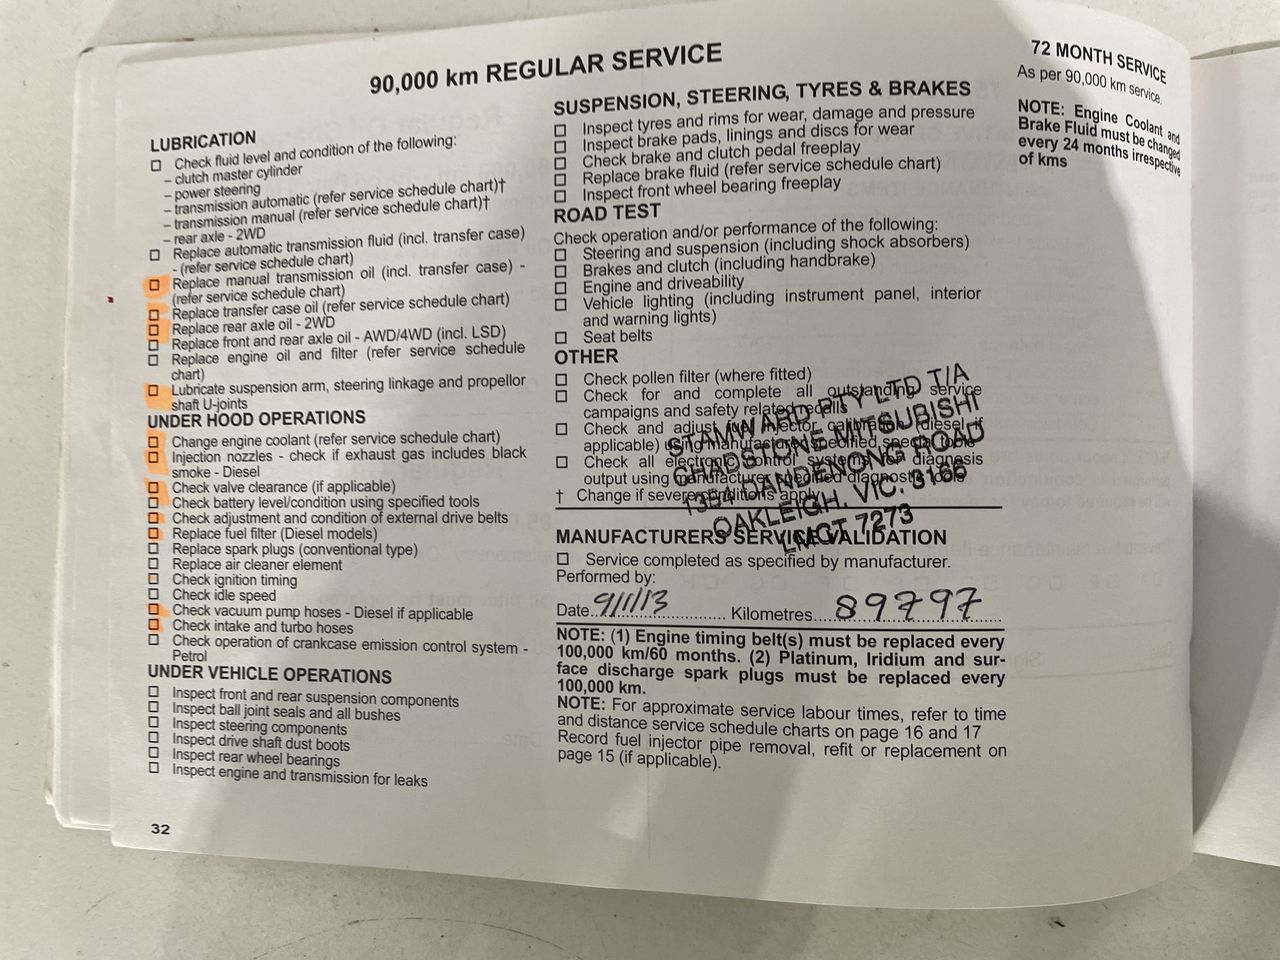 90,000 km REGULAR SERVICE
LUBRICATION
Check fluid level and condition of the following:
– clutch master cylinder
– power steering
– transmission automatic (refer service schedule chart)†
– transmission manual (refer service schedule chart)†
– rear axle - 2WD
Replace automatic transmission fluid (incl. transfer case)
- (refer service schedule chart)
Replace manual transmission oil (incl. transfer case) -
(refer service schedule chart)
Replace transfer case oil (refer service schedule chart)
Replace rear axle oil - 2WD
Replace front and rear axle oil - AWD/4WD (incl. LSD)
Replace engine oil and filter (refer service schedule
chart)
Lubricate suspension arm, steering linkage and propellor
shaft U-joints
UNDER HOOD OPERATIONS
Change engine coolant (refer service schedule chart)
Injection nozzles - check if exhaust gas includes black
smoke - Diesel
Check valve clearance (if applicable)
Check battery level/condition using specified tools
Check adjustment and condition of external drive belts
Replace fuel filter (Diesel models)
Replace spark plugs (conventional type)
Replace air cleaner element
Check ignition timing
Check idle speed
Check vacuum pump hoses - Diesel if applicable
Check intake and turbo hoses
Check operation of crankcase emission control system -
Petrol
UNDER VEHICLE OPERATIONS
Inspect front and rear suspension components
Inspect ball joint seals and all bushes
Inspect steering components
Inspect drive shaft dust boots
Inspect rear wheel bearings
Inspect engine and transmission for leaks
32
SUSPENSION, STEERING, TYRES & BRAKES
Inspect tyres and rims for wear, damage and pressure
Inspect brake pads, linings and discs for wear
Check brake and clutch pedal freeplay
Replace brake fluid (refer service schedule chart)
Inspect front wheel bearing freeplay
ROAD TEST
Check operation and/or performance of the following:
Steering and suspension (including shock absorbers)
Brakes and clutch (including handbrake)
Engine and driveability
Vehicle lighting (including instrument panel, interior
and warning lights)
Seat belts
OTHER
Check pollen filter (where fitted)
Check for and complete all outstanding service
campaigns and safety related recalls
Check and adjust fuel injector calibration (diesel if
applicable) using manufacturer specified special tools
Check all electronic control systems for diagnosis
output using manufacturer specified diagnostic tools
† Change if severe conditions apply
STAMWARD PTY LTD T/A
CHADSTONE MITSUBISHI
1354 DANDENONG ROAD
OAKLEIGH. VIC. 3166
LMCT 7273
MANUFACTURERS SERVICE VALIDATION
Service completed as specified by manufacturer.
Performed by:
Date 9/1/13 Kilometres 89797
NOTE: (1) Engine timing belt(s) must be replaced every
100,000 km/60 months. (2) Platinum, Iridium and sur-
face discharge spark plugs must be replaced every
100,000 km.
NOTE: For approximate service labour times, refer to time
and distance service schedule charts on page 16 and 17
Record fuel injector pipe removal, refit or replacement on
page 15 (if applicable).
72 MONTH SERVICE
As per 90,000 km service.
NOTE: Engine Coolant and
Brake Fluid must be changed
every 24 months irrespective
of kms